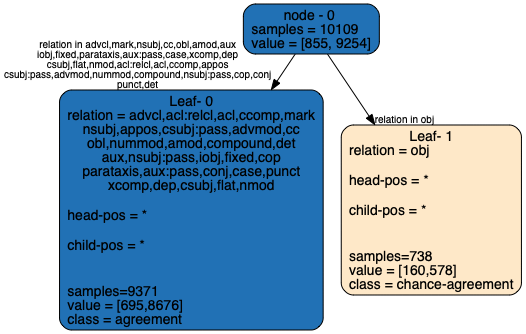 node - 0
samples = 10109
value = [855, 9254]
relation in advcl,mark,nsubj,cc,obl,amod,aux
iobj,fixed,parataxis,aux:pass,case,xcomp,dep
csubj,flat,nmod,acl:relcl,acl,ccomp,appos
csubj:pass,advmod,nummod,compound,nsubj:pass,cop,conj
punct,det
relation in obj
Leaf- 0
relation = advcl,acl:relcl,acl,ccomp,mark
nsubj,appos,csubj:pass,advmod,cc
obl,nummod,amod,compound,det
aux,nsubj:pass,iobj,fixed,cop
parataxis,aux:pass,conj,case,punct
xcomp,dep,csubj,flat,nmod
head-pos = *
child-pos = *
samples=9371
value = [695,8676]
class = agreement
Leaf- 1
relation = obj
head-pos = *
child-pos = *
samples=738
value = [160,578]
class = chance-agreement